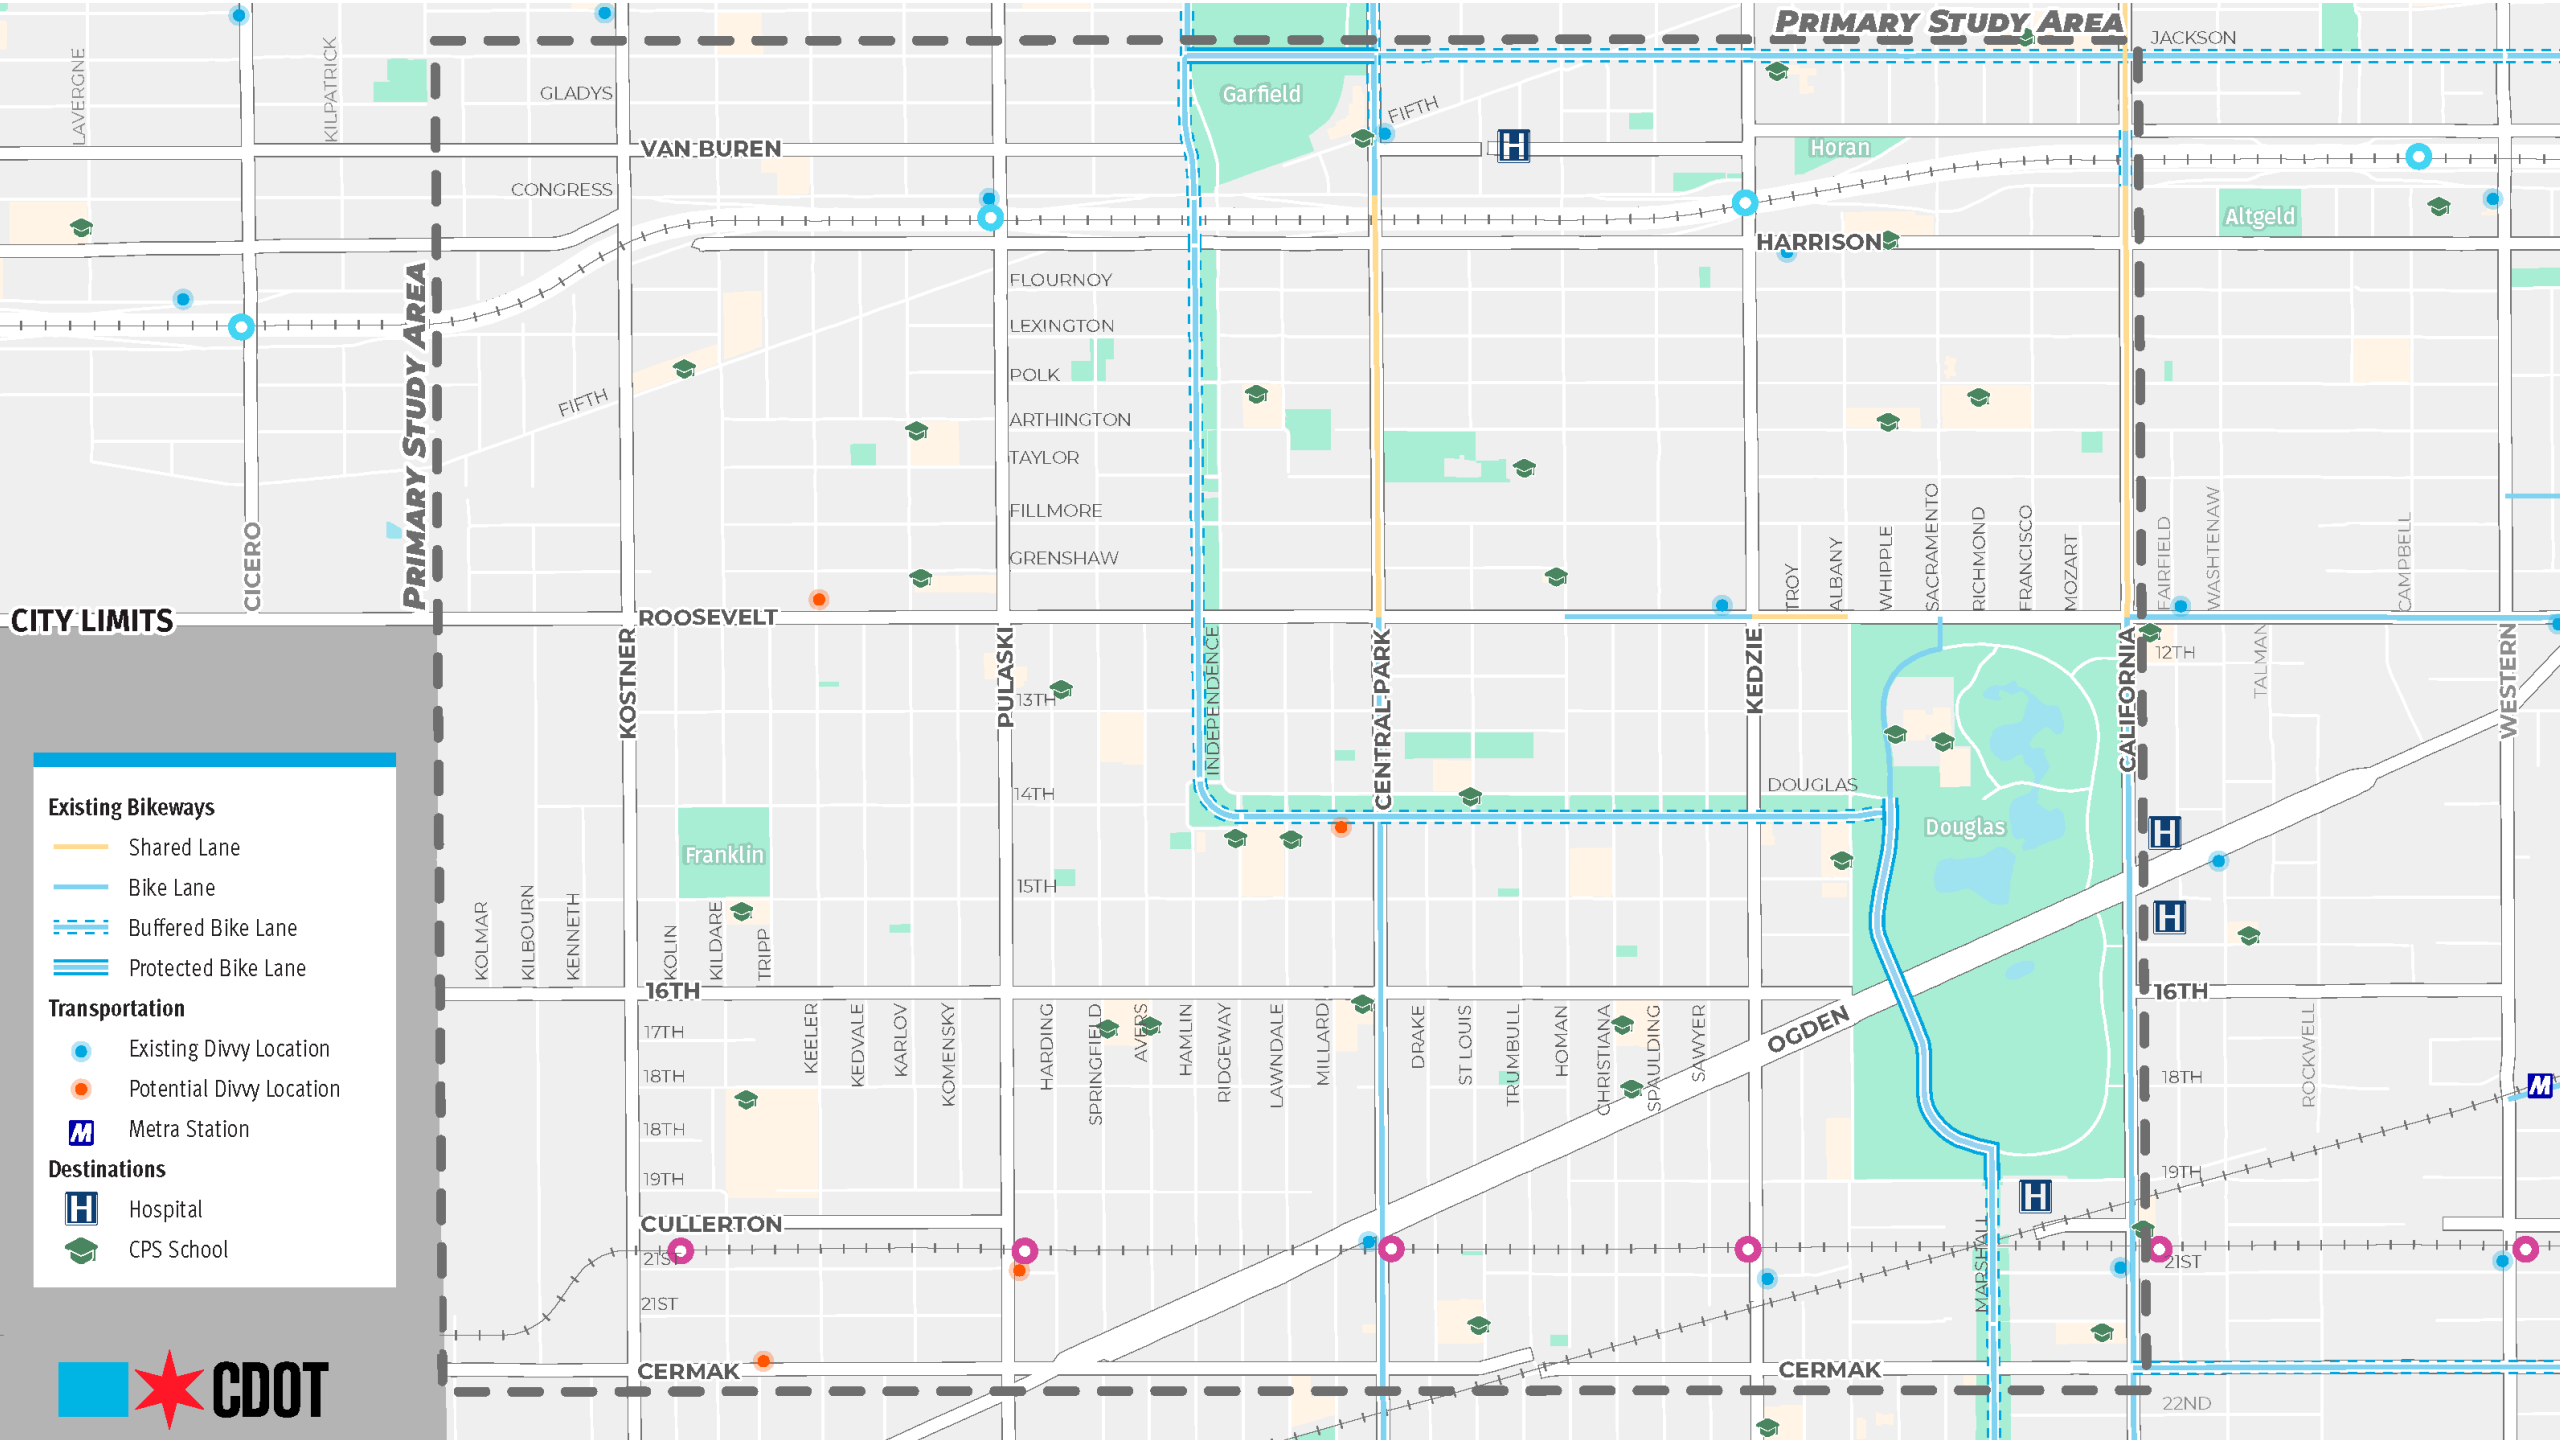 PRIMARY STUDY AREA
JACKSON
LAVERGNE
KILPATRICK
GLADYS
Garfield
FIFTH
VAN BUREN
H
Horan
CONGRESS
Altgeld
HARRISON
PRIMARY STUDY AREA
FLOURNOY
LEXINGTON
POLK
FIFTH
ARTHINGTON
TAYLOR
FILLMORE
GRENSHAW
CICERO
TROY
ALBANY
WHIPPLE
SACRAMENTO
RICHMOND
FRANCISCO
MOZART
FAIRFIELD
WASHTENAW
CAMPBELL
CITY LIMITS
ROOSEVELT
KOSTNER
PULASKI
INDEPENDENCE
CENTRAL PARK
KEDZIE
CALIFORNIA
12TH
TALMAN
WESTERN
13TH
14TH
DOUGLAS
Douglas
H
Franklin
15TH
H
KOLMAR
KILBOURN
KENNETH
KOLIN
KILDARE
TRIPP
16TH
16TH
17TH
18TH
18TH
19TH
KEELER
KEDVALE
KARLOV
KOMENSKY
HARDING
SPRINGFIELD
AVERS
HAMLIN
RIDGEWAY
LAWNDALE
MILLARD
DRAKE
ST LOUIS
TRUMBULL
HOMAN
CHRISTIANA
SPAULDING
SAWYER
OGDEN
ROCKWELL
18TH
M
19TH
H
CULLERTON
21ST
21ST
MARSHALL
21ST
CERMAK
CERMAK
22ND
Existing Bikeways
Shared Lane
Bike Lane
Buffered Bike Lane
Protected Bike Lane
Transportation
Existing Divvy Location
Potential Divvy Location
M Metra Station
Destinations
H Hospital
CPS School
CDOT